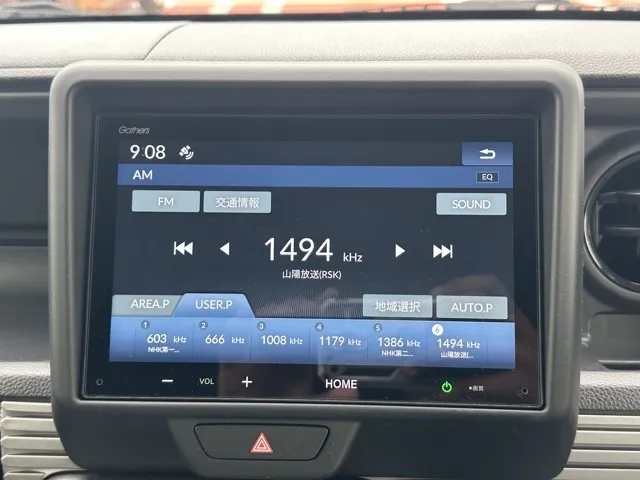 Gathers
9:08
AM EQ
FM 交通情報 SOUND
1494 kHz
山陽放送(RSK)
AREA.P USER.P 地域選択 AUTO.P
1 2 3 4 5 6
603 kHz 666 kHz 1008 kHz 1179 kHz 1386 kHz 1494 kHz
NHK第一... NHK第二... 山陽放送(...
− VOL + HOME •画質